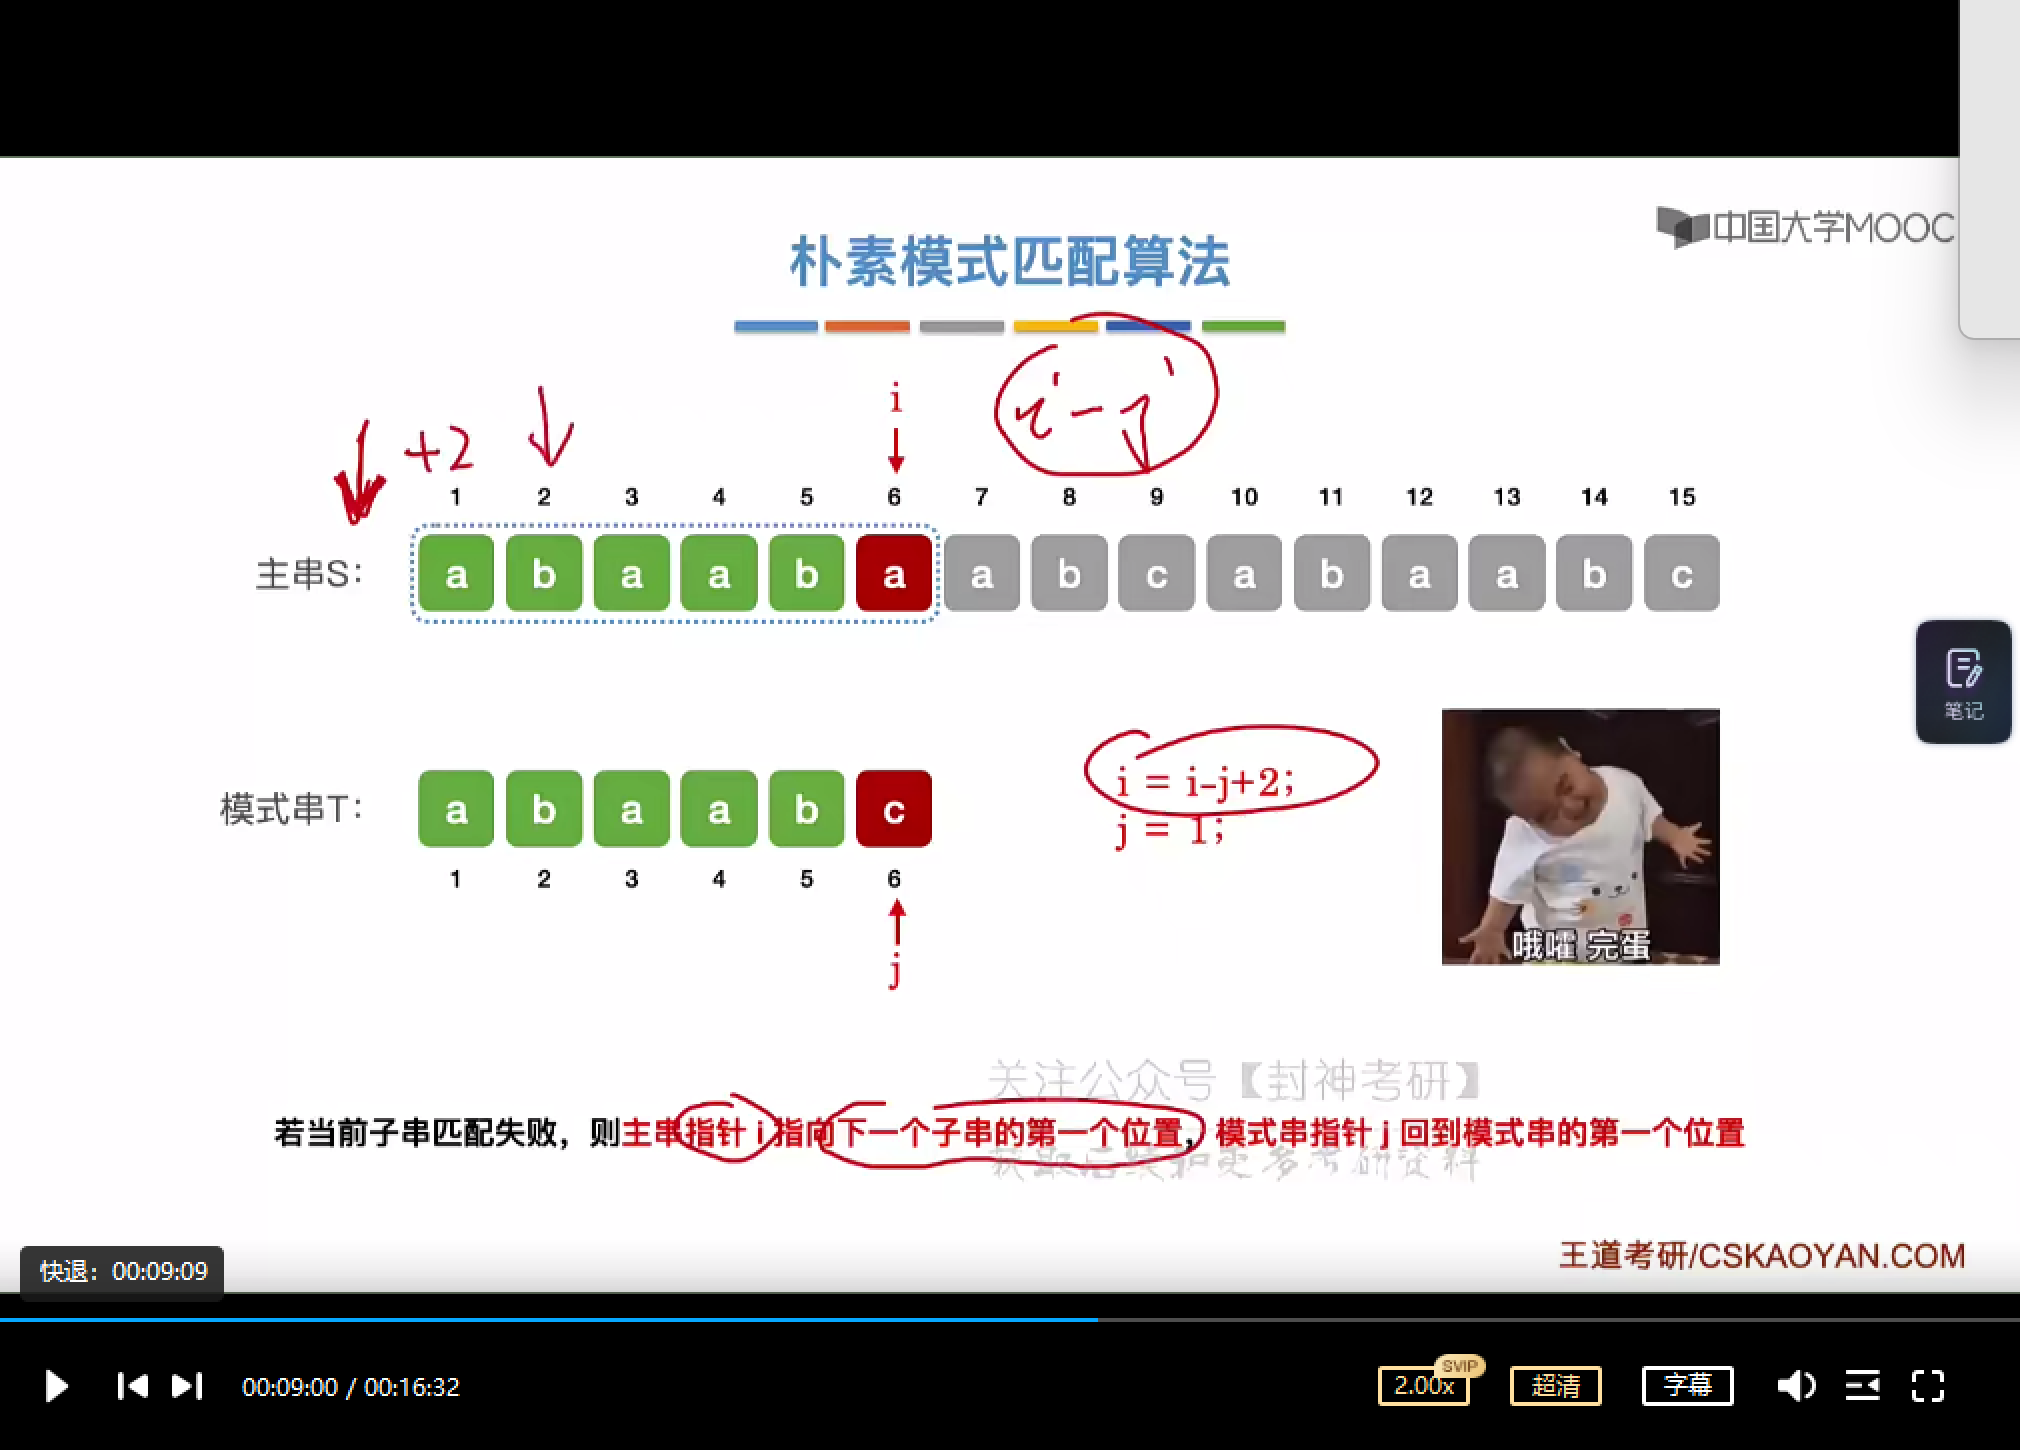 中国大学MOOC
朴素模式匹配算法
i-j
+2
i
1 2 3 4 5 6 7 8 9 10 11 12 13 14 15
主串S： a b a a b a a b c a b a a b c
笔记
模式串T： a b a a b c
1 2 3 4 5 6
j
i = i-j+2;
j = 1;
哦嚯 完蛋
关注公众号【封神考研】
若当前子串匹配失败，则主串指针 i 指向下一个子串的第一个位置，模式串指针 j 回到模式串的第一个位置
获取后续和更多考研资料
王道考研/CSKAOYAN.COM
快退：00:09:09
00:09:00 / 00:16:32
SVIP
2.00x 超清 字幕